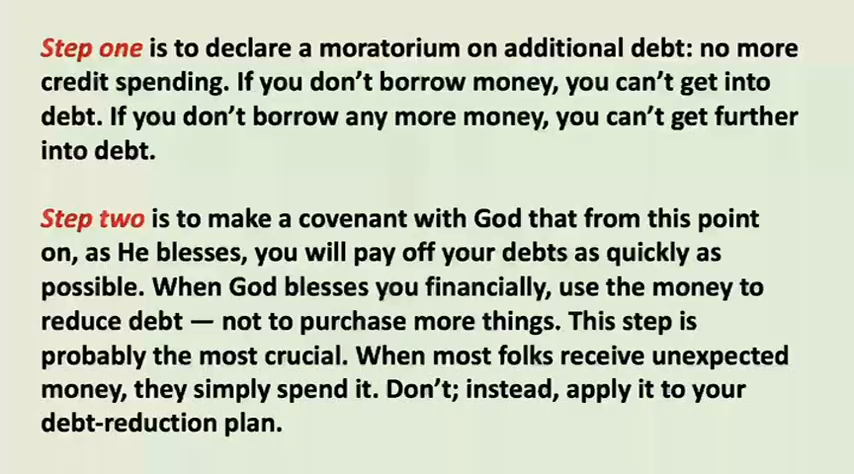 Step one is to declare a moratorium on additional debt: no more
credit spending. If you don’t borrow money, you can’t get into
debt. If you don’t borrow any more money, you can’t get further
into debt.
Step two is to make a covenant with God that from this point
on, as He blesses, you will pay off your debts as quickly as
possible. When God blesses you financially, use the money to
reduce debt — not to purchase more things. This step is
probably the most crucial. When most folks receive unexpected
money, they simply spend it. Don’t; instead, apply it to your
debt-reduction plan.